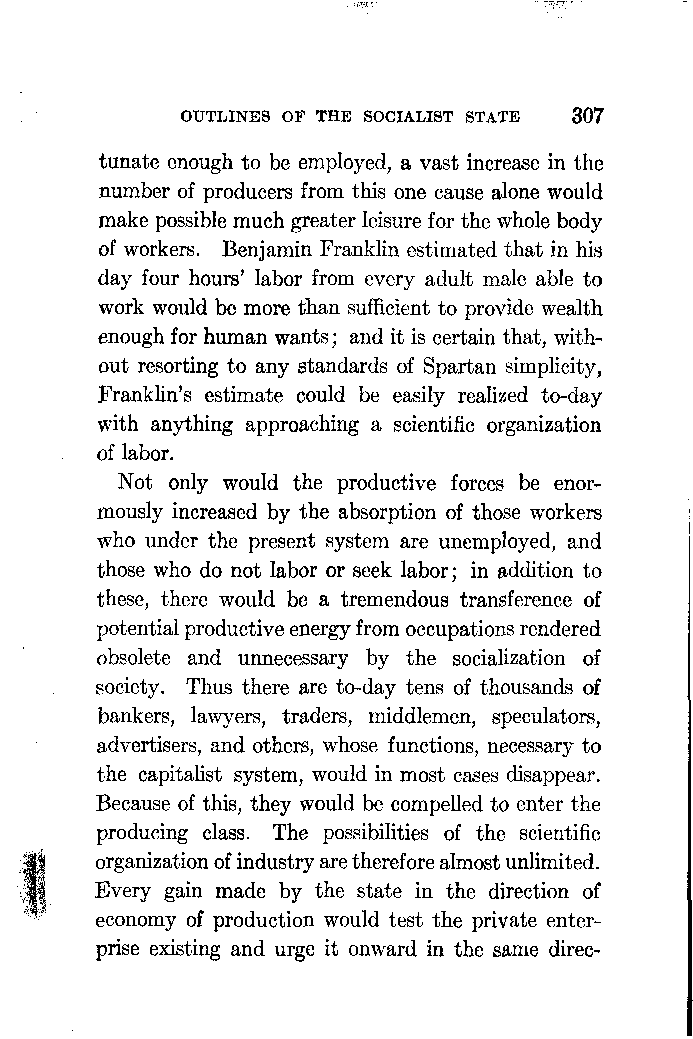 OUTLINES OF THE SOCIALIST STATE 307
tunate enough to be employed, a vast increase in the
number of producers from this one cause alone would
make possible much greater leisure for the whole body
of workers. Benjamin Franklin estimated that in his
day four hours' labor from every adult male able to
work would be more than sufficient to provide wealth
enough for human wants; and it is certain that, with-
out resorting to any standards of Spartan simplicity,
Franklin's estimate could be easily realized to-day
with anything approaching a scientific organization
of labor.
Not only would the productive forces be enor-
mously increased by the absorption of those workers
who under the present system are unemployed, and
those who do not labor or seek labor; in addition to
these, there would be a tremendous transference of
potential productive energy from occupations rendered
obsolete and unnecessary by the socialization of
society. Thus there are to-day tens of thousands of
bankers, lawyers, traders, middlemen, speculators,
advertisers, and others, whose functions, necessary to
the capitalist system, would in most cases disappear.
Because of this, they would be compelled to enter the
producing class. The possibilities of the scientific
organization of industry are therefore almost unlimited.
Every gain made by the state in the direction of
economy of production would test the private enter-
prise existing and urge it onward in the same direc-